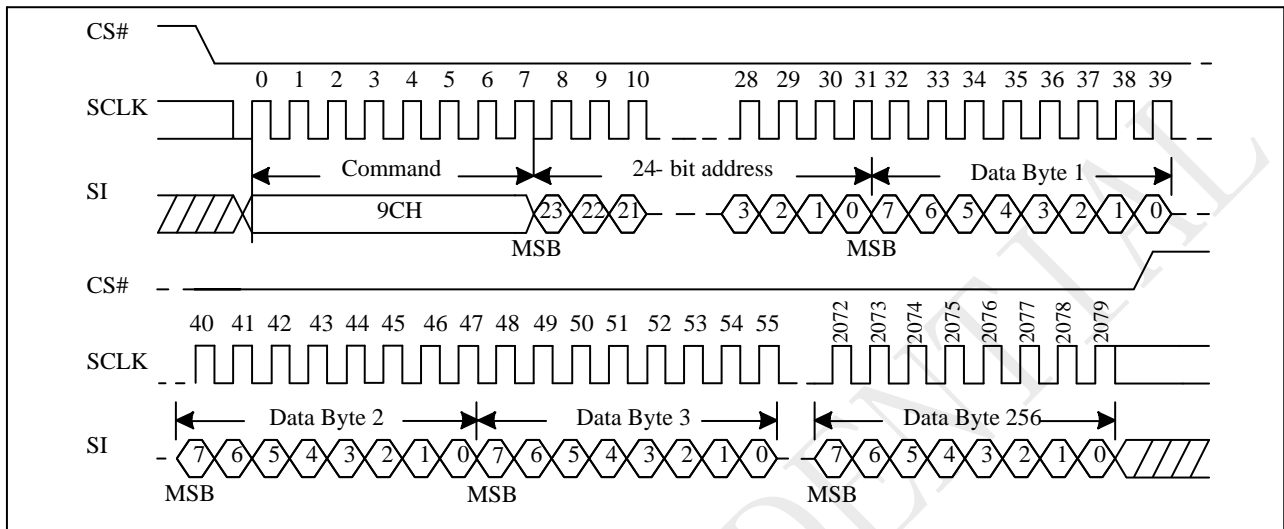 CS#
0 1 2 3 4 5 6 7 8 9 10 28 29 30 31 32 33 34 35 36 37 38 39
SCLK
Command 24- bit address Data Byte 1
SI
9CH 23 22 21 3 2 1 0 7 6 5 4 3 2 1 0
MSB MSB
CS#
40 41 42 43 44 45 46 47 48 49 50 51 52 53 54 55 2072 2073 2074 2075 2076 2077 2078 2079
SCLK
Data Byte 2 Data Byte 3 Data Byte 256
SI
7 6 5 4 3 2 1 0 7 6 5 4 3 2 1 0 7 6 5 4 3 2 1 0
MSB MSB MSB
DENTIAL